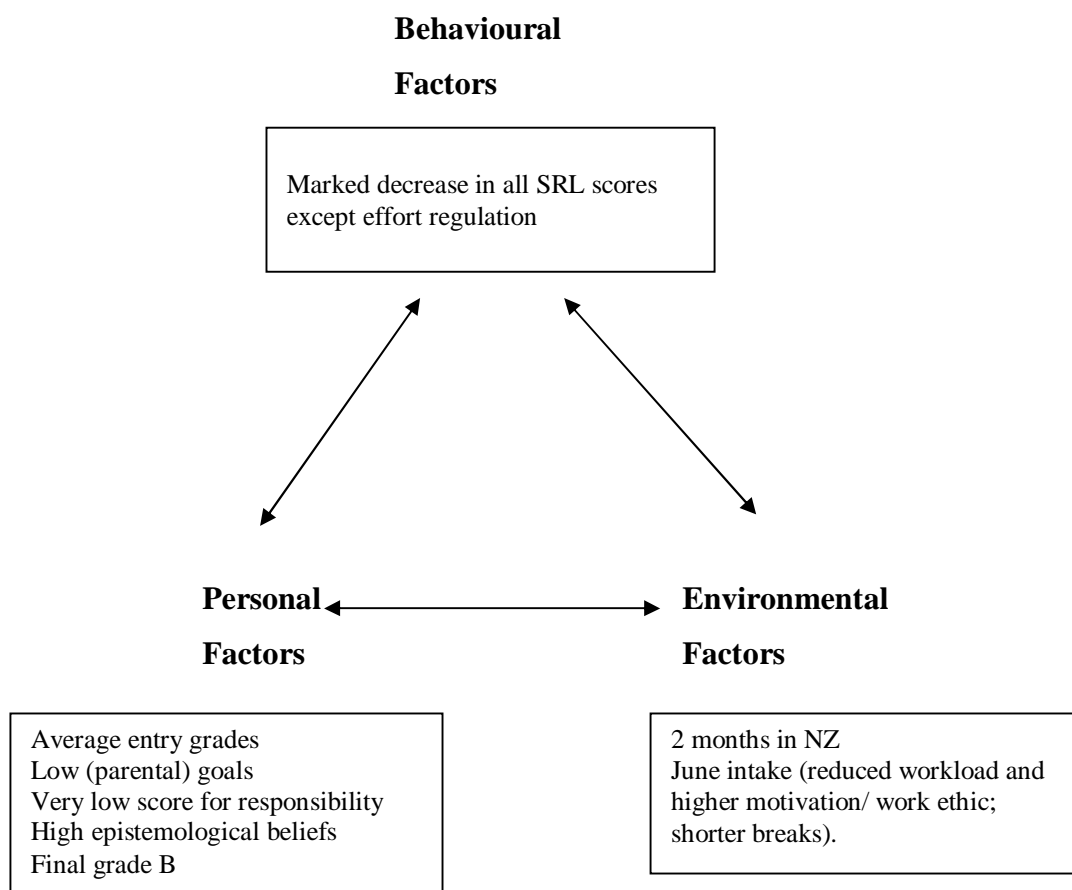 Behavioural
Factors
Marked decrease in all SRL scores
except effort regulation
Personal
Factors
Environmental
Factors
Average entry grades
Low (parental) goals
Very low score for responsibility
High epistemological beliefs
Final grade B
2 months in NZ
June intake (reduced workload and
higher motivation/ work ethic;
shorter breaks).